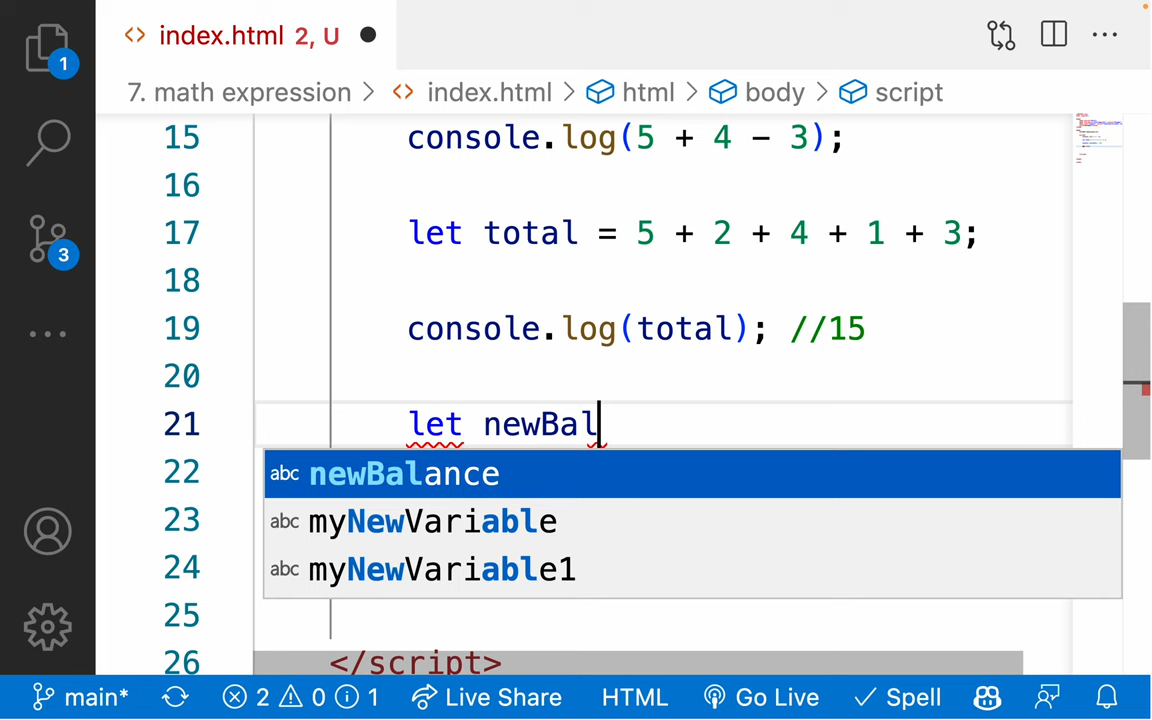 index.html 2, U
1
7. math expression > index.html > html > body > script
15 console.log(5 + 4 - 3);
16
17 let total = 5 + 2 + 4 + 1 + 3;
18
19 console.log(total); //15
20
21 let newBal
22 abc newBalance
23 abc myNewVariable
24 abc myNewVariable1
25
26 </script>
3
main* 2 0 1 Live Share HTML Go Live Spell